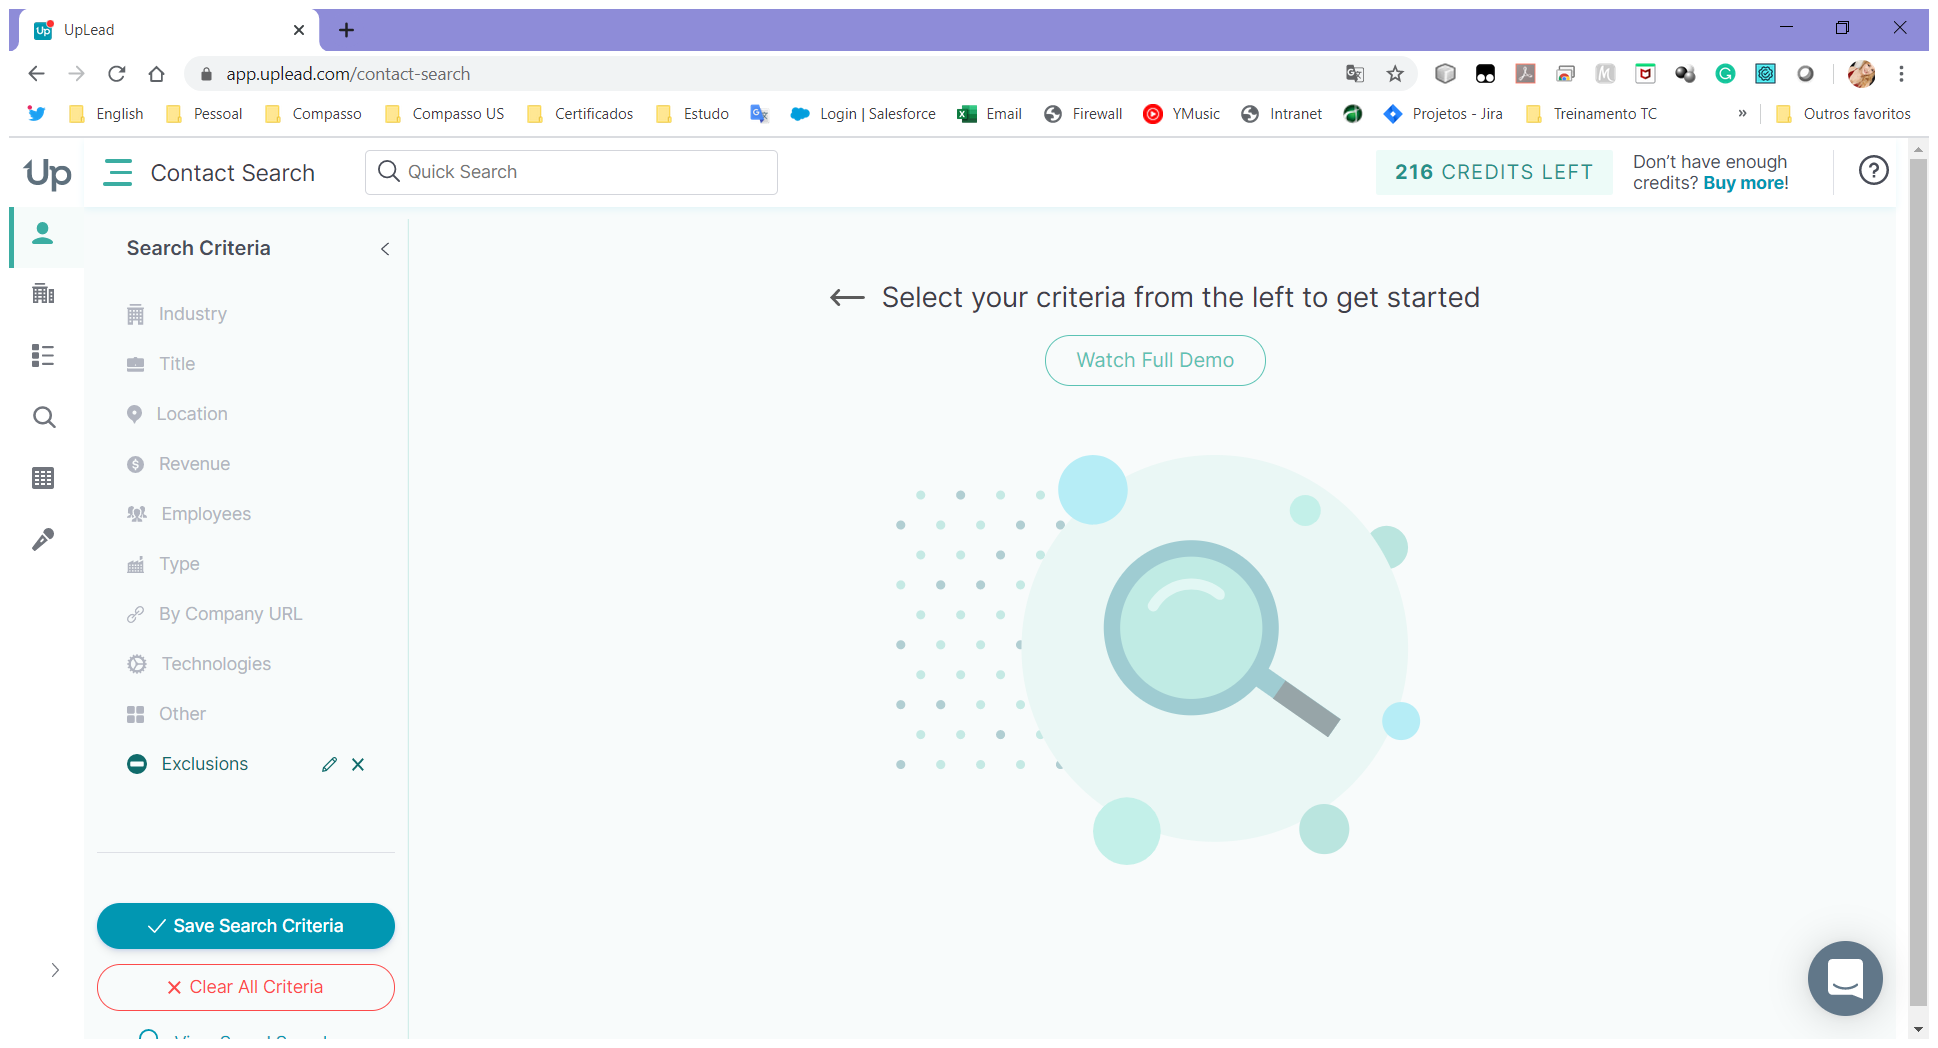 UpLead
app.uplead.com/contact-search
English
Pessoal
Compasso
Compasso US
Certificados
Estudo
Login | Salesforce
Email
Firewall
YMusic
Intranet
Projetos - Jira
Treinamento TC
»
Outros favoritos
Up
Contact Search
Quick Search
216 CREDITS LEFT
Don't have enough
credits? Buy more!
Search Criteria
Industry
Title
Location
Revenue
Employees
Type
By Company URL
Technologies
Other
Exclusions
Save Search Criteria
Clear All Criteria
Select your criteria from the left to get started
Watch Full Demo